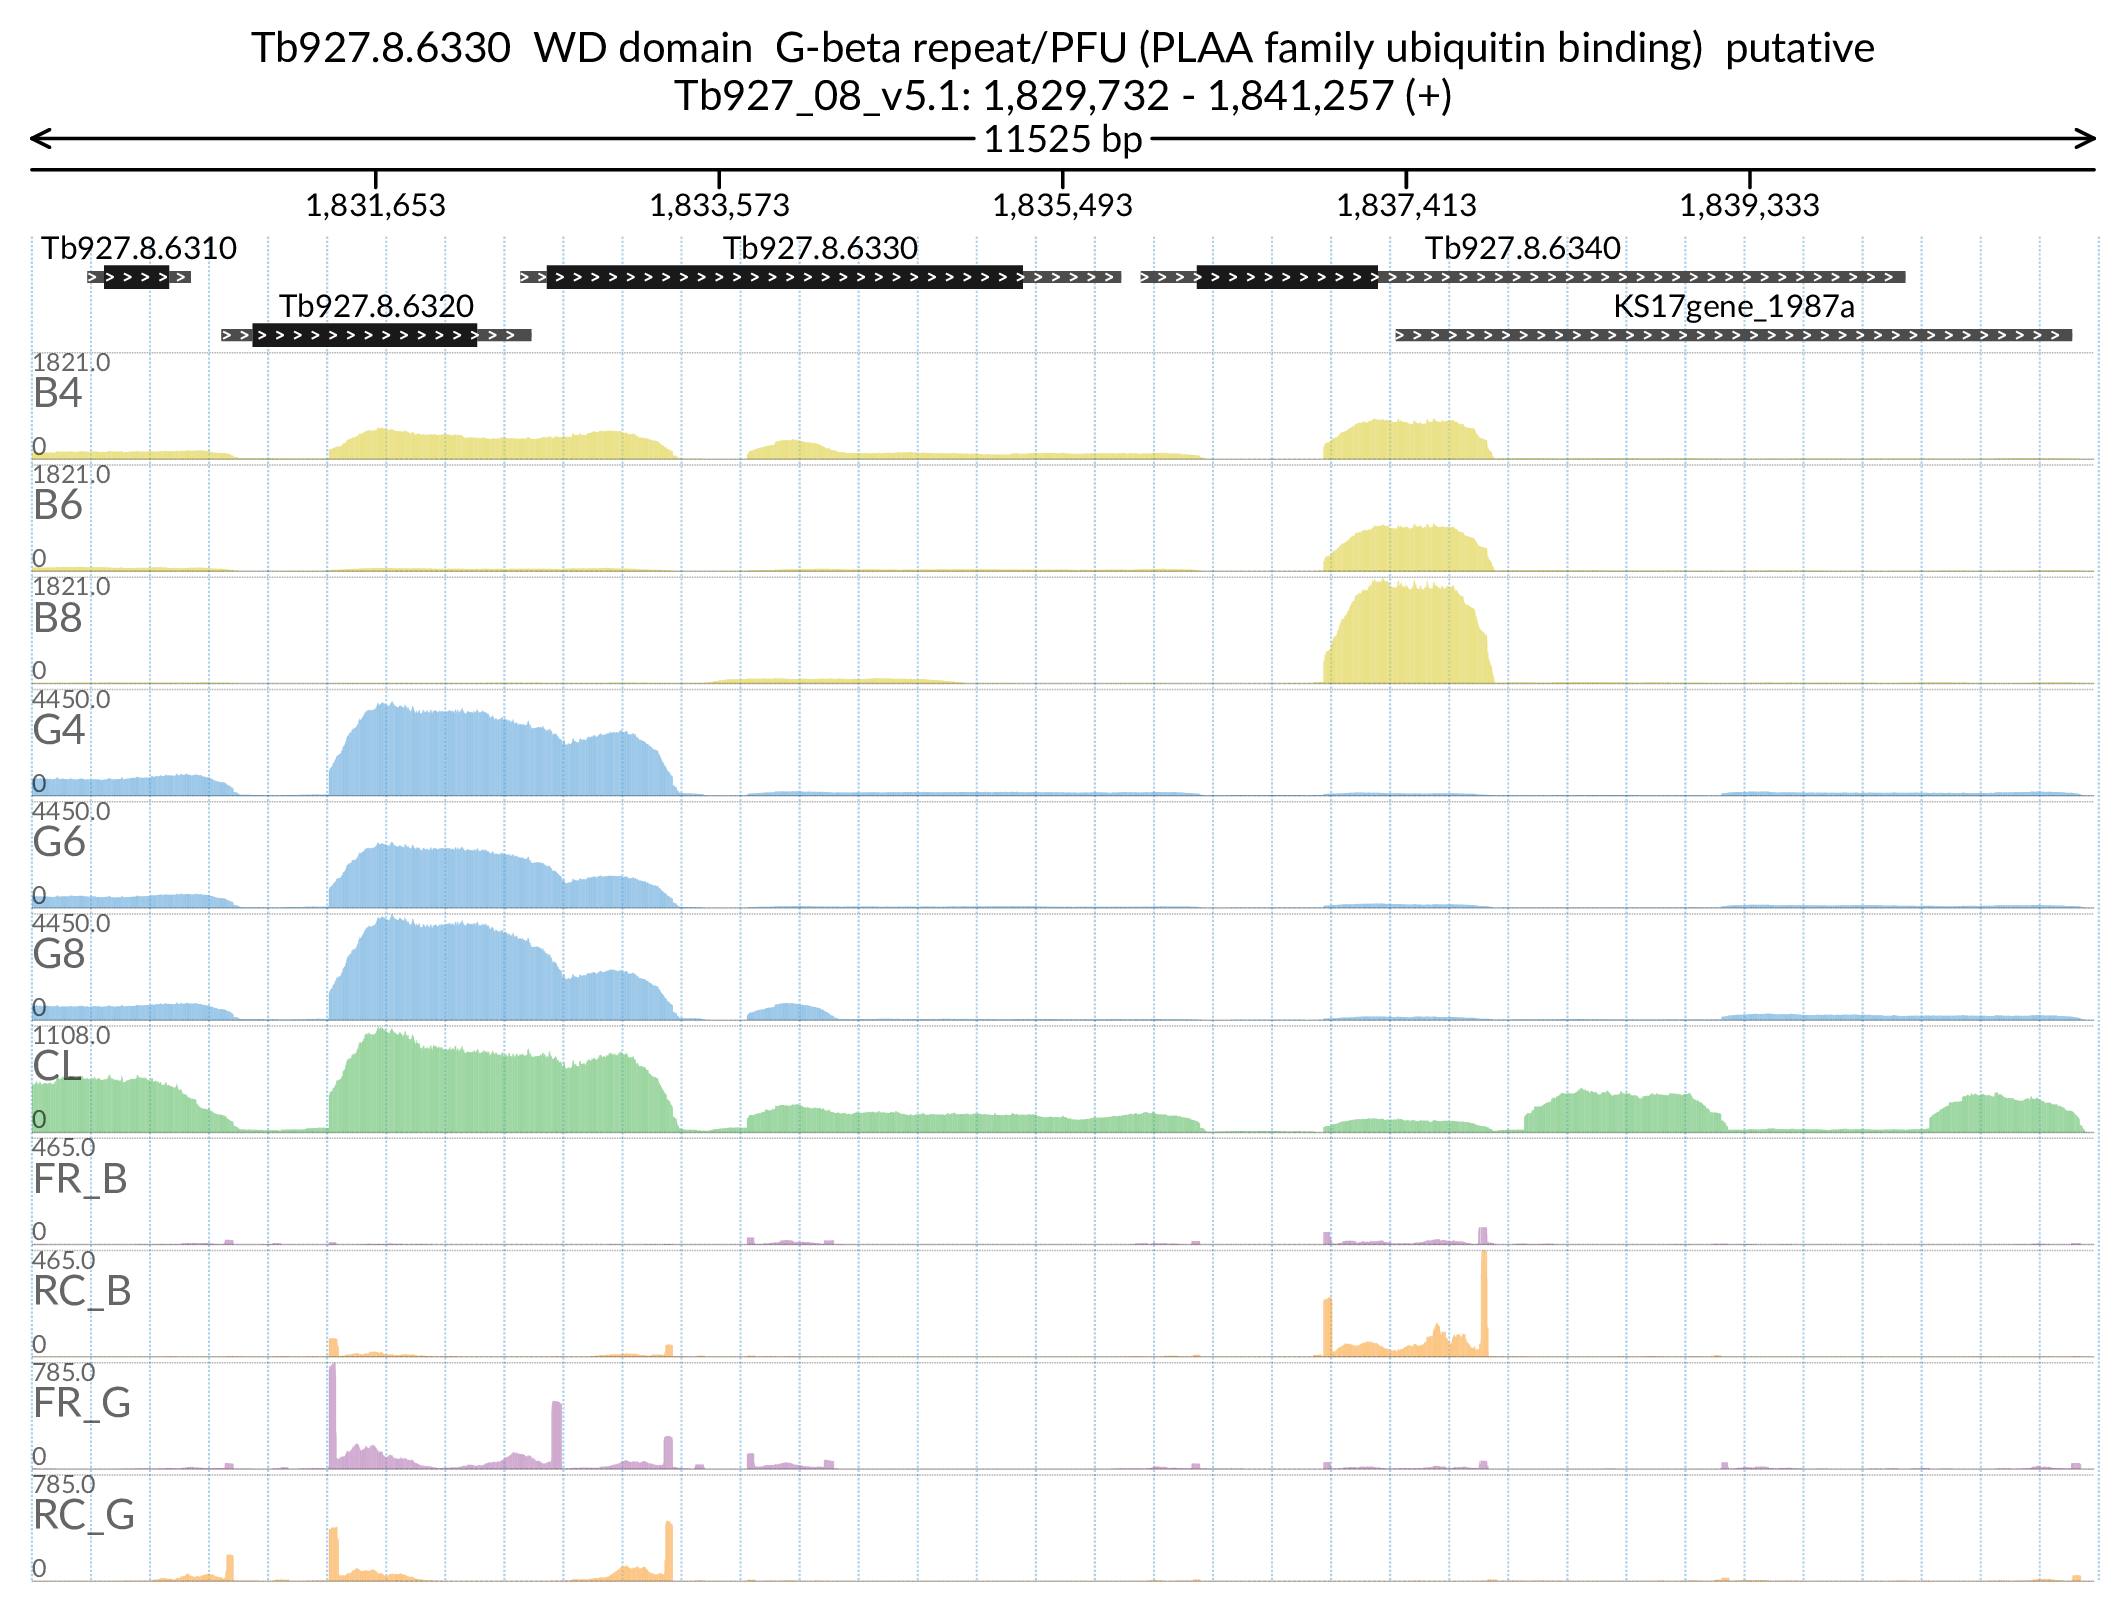 Tb927.8.6330  WD domain  G-beta repeat/PFU (PLAA family ubiquitin binding)  putative
Tb927_08_v5.1: 1,829,732 - 1,841,257 (+)
11525 bp
1,831,653 1,833,573 1,835,493 1,837,413 1,839,333
Tb927.8.6310 Tb927.8.6330 Tb927.8.6340
Tb927.8.6320 KS17gene_1987a
1821.0
B4
0
1821.0
B6
0
1821.0
B8
0
4450.0
G4
0
4450.0
G6
0
4450.0
G8
0
1108.0
CL
0
465.0
FR_B
0
465.0
RC_B
0
785.0
FR_G
0
785.0
RC_G
0